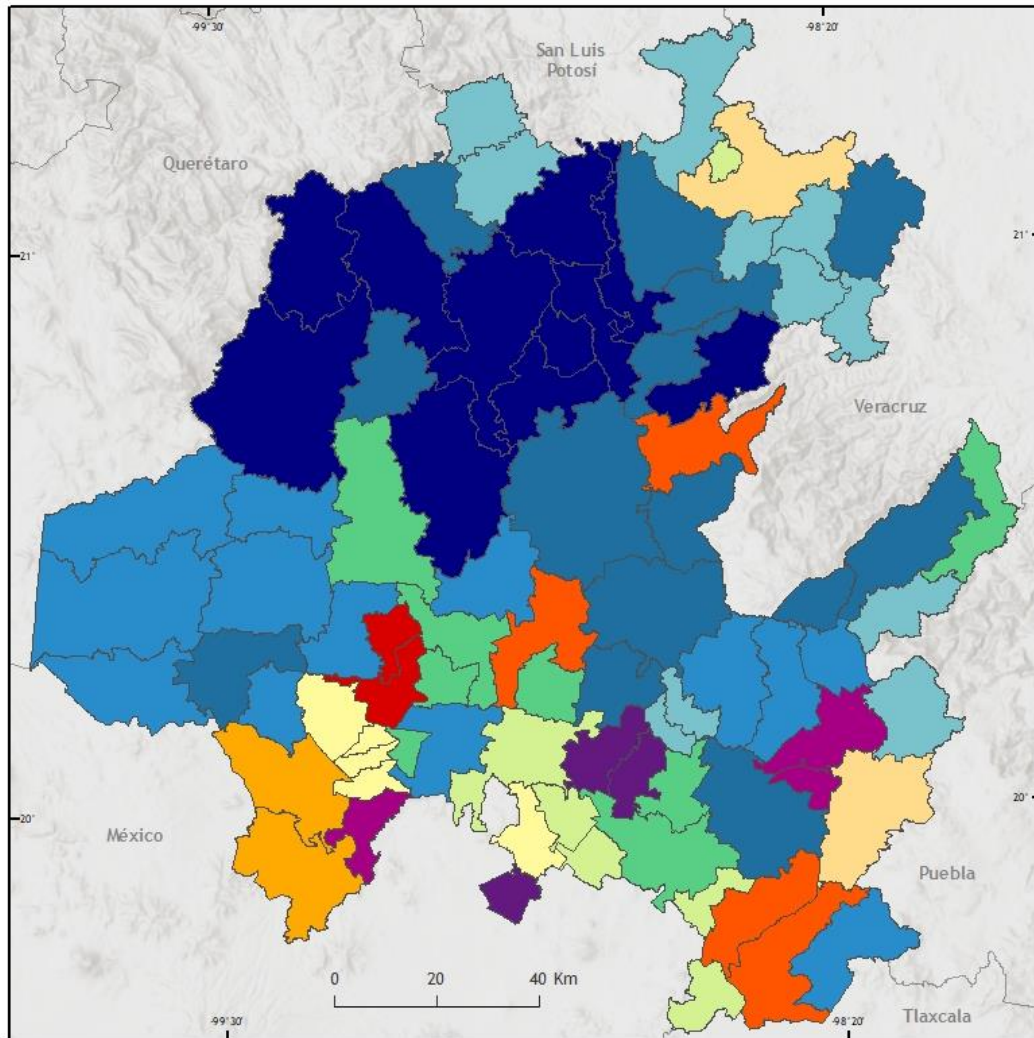 -99°30'
-98°20'
San Luis
Potosí
Querétaro
21°
21°
Veracruz
20°
20°
México
Puebla
0 20 40 Km
-99°30'
-98°20'
Tlaxcala